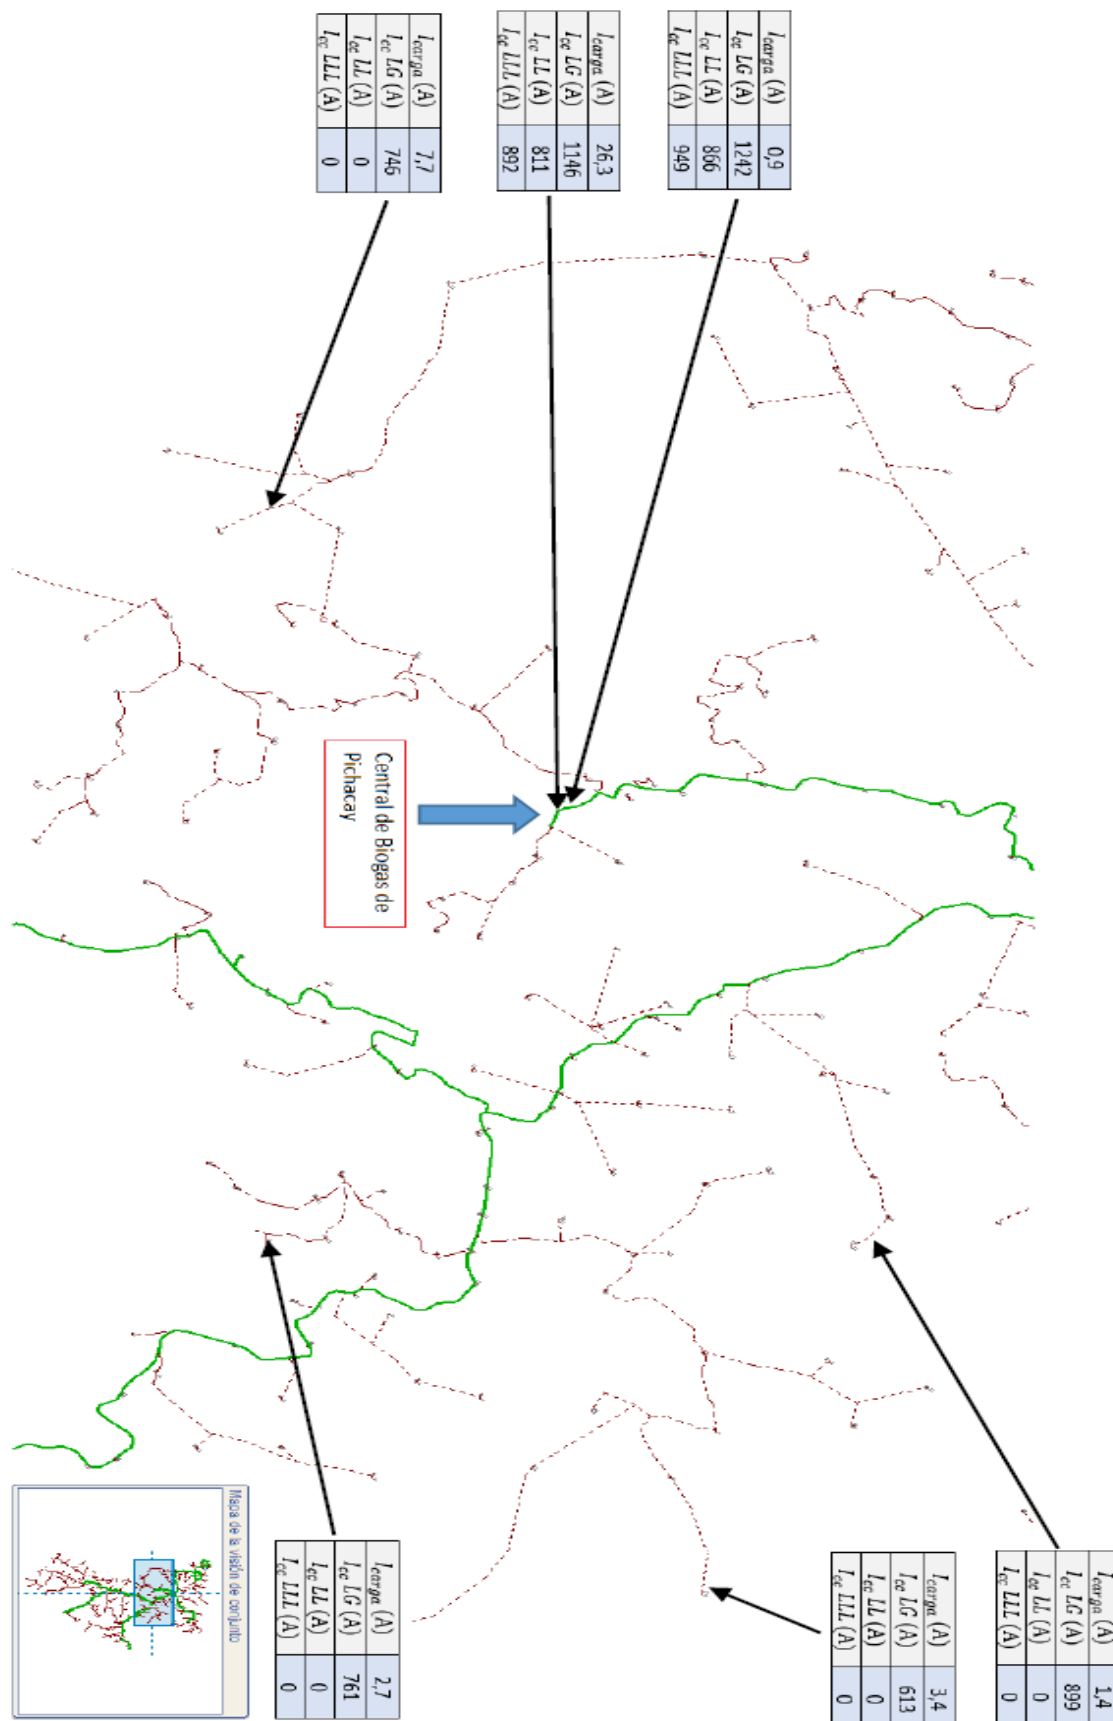 I_carga (A) 0,9
I_cc LG (A) 1242
I_cc LL (A) 866
I_cc LLL (A) 949
I_carga (A) 26,3
I_cc LG (A) 1146
I_cc LL (A) 811
I_cc LLL (A) 892
I_carga (A) 7,7
I_cc LG (A) 746
I_cc LL (A) 0
I_cc LLL (A) 0
Central de Biogas de
Pichacay
I_carga (A) 1,4
I_cc LG (A) 899
I_cc LL (A) 0
I_cc LLL (A) 0
I_carga (A) 3,4
I_cc LG (A) 613
I_cc LL (A) 0
I_cc LLL (A) 0
I_carga (A) 2,7
I_cc LG (A) 761
I_cc LL (A) 0
I_cc LLL (A) 0
Mapa de la visión de conjunto